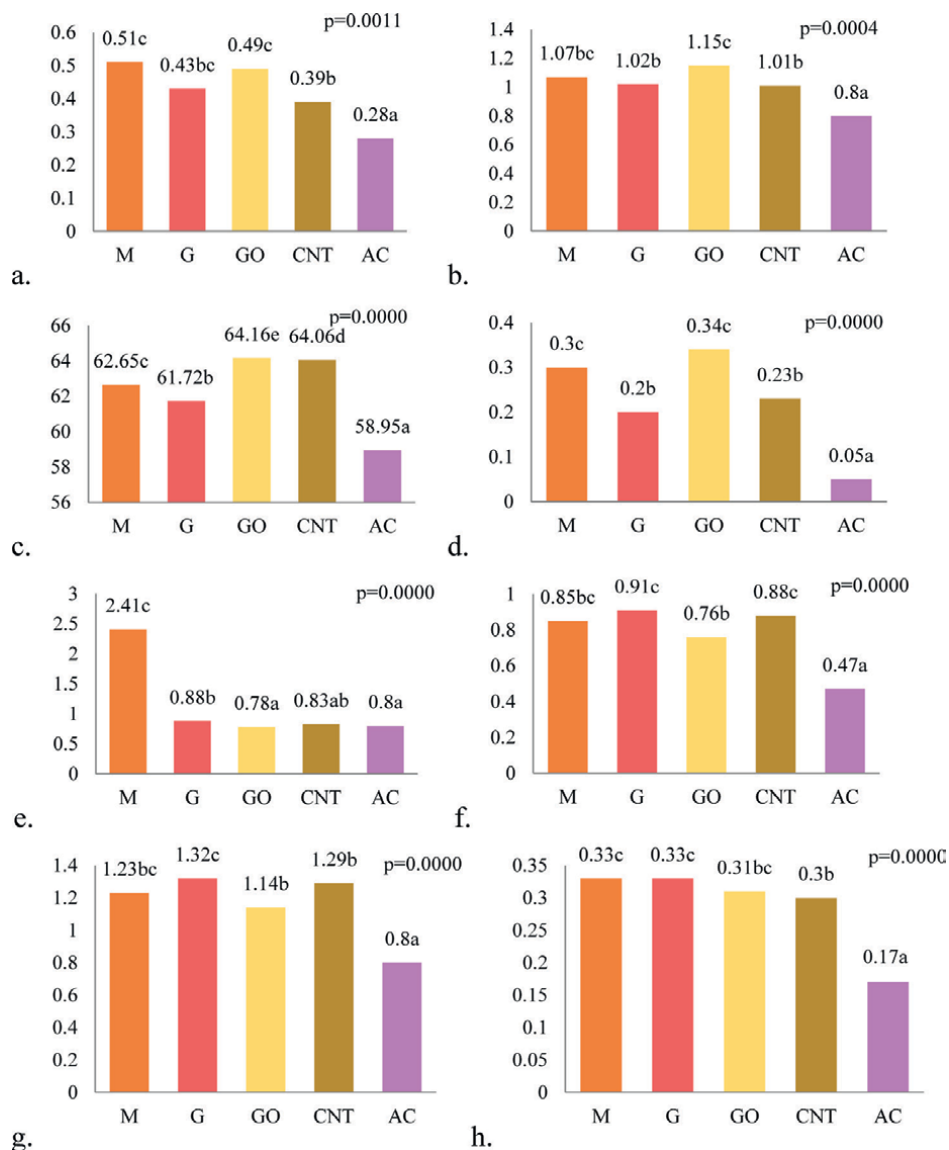 p=0.0011
0.6
0.5
0.4
0.3
0.2
0.1
0
0.51c
0.43bc
0.49c
0.39b
0.28a
M G GO CNT AC
a.
p=0.0004
1.4
1.2
1
0.8
0.6
0.4
0.2
0
1.07bc
1.02b
1.15c
1.01b
0.8a
M G GO CNT AC
b.
p=0.0000
66
64
62
60
58
56
62.65c
61.72b
64.16e
64.06d
58.95a
M G GO CNT AC
c.
p=0.0000
0.4
0.3
0.2
0.1
0
0.3c
0.2b
0.34c
0.23b
0.05a
M G GO CNT AC
d.
p=0.0000
3
2.5
2
1.5
1
0.5
0
2.41c
0.88b
0.78a
0.83ab
0.8a
M G GO CNT AC
e.
p=0.0000
1
0.8
0.6
0.4
0.2
0
0.85bc
0.91c
0.76b
0.88c
0.47a
M G GO CNT AC
f.
p=0.0000
1.4
1.2
1
0.8
0.6
0.4
0.2
0
1.23bc
1.32c
1.14b
1.29b
0.8a
M G GO CNT AC
g.
p=0.0000
0.35
0.3
0.25
0.2
0.15
0.1
0.05
0
0.33c
0.33c
0.31bc
0.3b
0.17a
M G GO CNT AC
h.